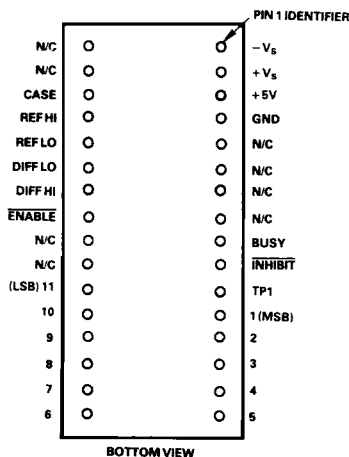 PIN 1 IDENTIFIER
N/C -Vs
N/C +Vs
CASE +5V
REF HI GND
REF LO N/C
DIFF LO N/C
DIFF HI N/C
ENABLE N/C
N/C BUSY
N/C INHIBIT
(LSB) 11 TP1
10 1 (MSB)
9 2
8 3
7 4
6 5
BOTTOM VIEW